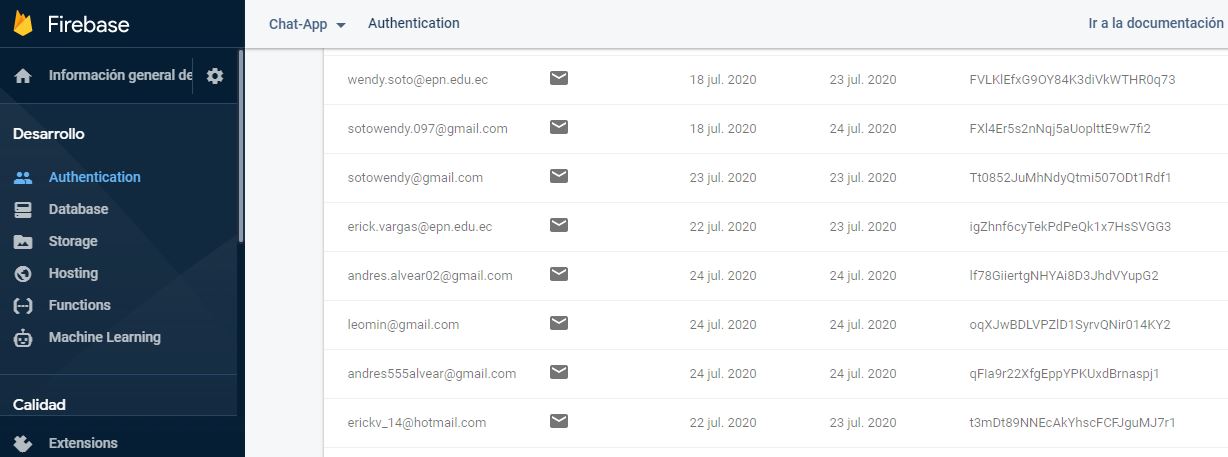 Firebase
Chat-App Authentication Ir a la documentación
Información general de
Desarrollo
Authentication
Database
Storage
Hosting
Functions
Machine Learning
Calidad
Extensions
wendy.soto@epn.edu.ec 18 jul. 2020 23 jul. 2020 FVLKlEfxG9OY84K3diVkWTHR0q73
sotowendy.097@gmail.com 18 jul. 2020 24 jul. 2020 FXl4Er5s2nNqj5aUoplttE9w7fi2
sotowendy@gmail.com 23 jul. 2020 23 jul. 2020 Tt0852JuMhNdyQtmi507ODt1Rdf1
erick.vargas@epn.edu.ec 22 jul. 2020 23 jul. 2020 igZhnf6cyTekPdPeQk1x7HsSVGG3
andres.alvear02@gmail.com 24 jul. 2020 24 jul. 2020 lf78GiiertgNHYAi8D3JhdVYupG2
leomin@gmail.com 24 jul. 2020 24 jul. 2020 oqXJwBDLVPZlD1SyrvQNir014KY2
andres555alvear@gmail.com 24 jul. 2020 24 jul. 2020 qFIa9r22XfgEppYPKUxdBrnaspj1
erickv_14@hotmail.com 22 jul. 2020 23 jul. 2020 t3mDt89NNEcAkYhscFCFJguMJ7r1